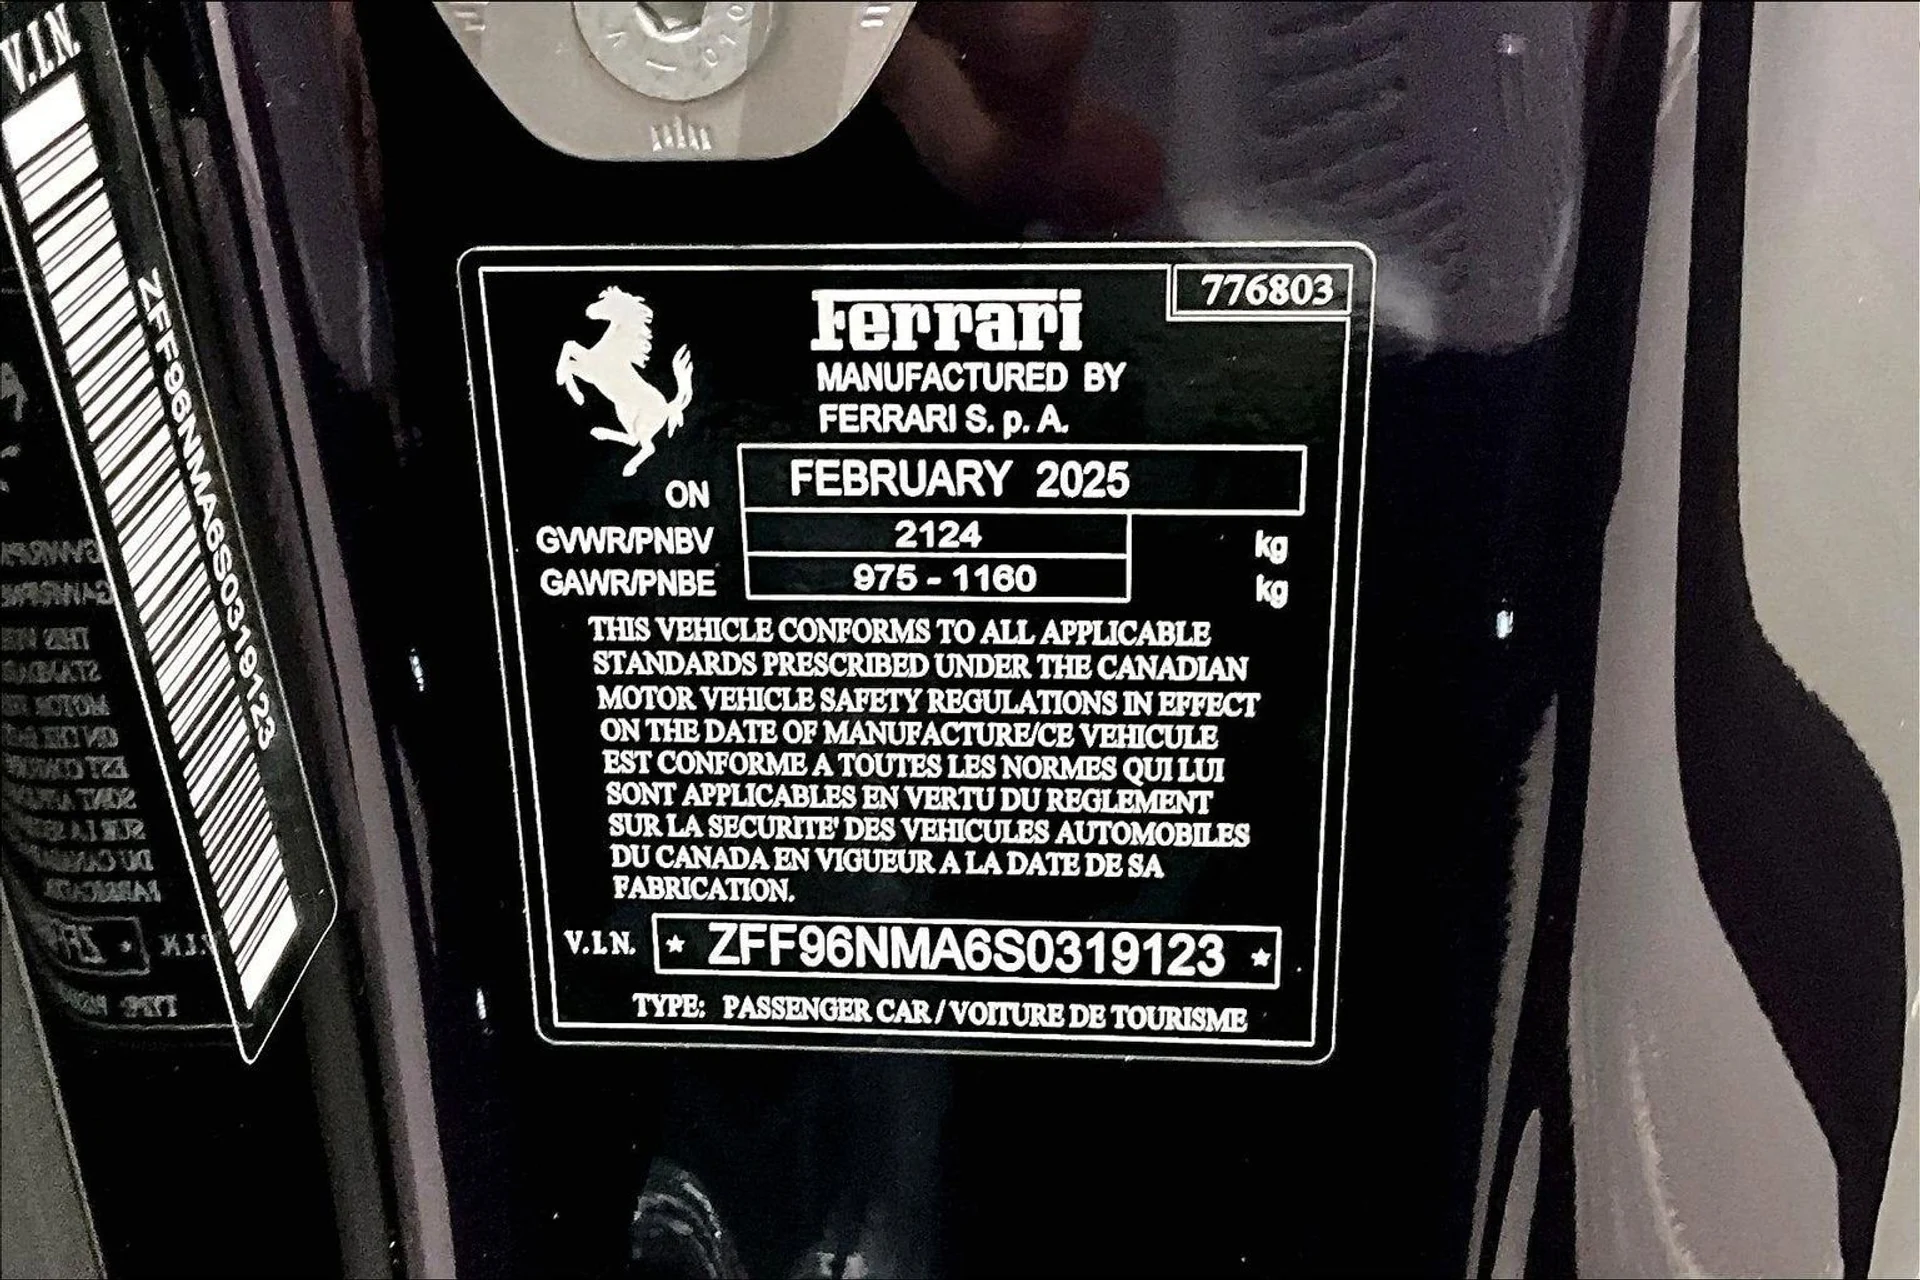 V.I.N.
ZFF96NMA6S0319123
776803
Ferrari
MANUFACTURED BY
FERRARI S. p. A.
ON FEBRUARY 2025
GVWR/PNBV 2124 kg
GAWR/PNBE 975 - 1160 kg
THIS VEHICLE CONFORMS TO ALL APPLICABLE
STANDARDS PRESCRIBED UNDER THE CANADIAN
MOTOR VEHICLE SAFETY REGULATIONS IN EFFECT
ON THE DATE OF MANUFACTURE/CE VEHICULE
EST CONFORME A TOUTES LES NORMES QUI LUI
SONT APPLICABLES EN VERTU DU REGLEMENT
SUR LA SECURITE' DES VEHICULES AUTOMOBILES
DU CANADA EN VIGUEUR A LA DATE DE SA
FABRICATION.
V.I.N. ★ ZFF96NMA6S0319123 ★
TYPE: PASSENGER CAR / VOITURE DE TOURISME